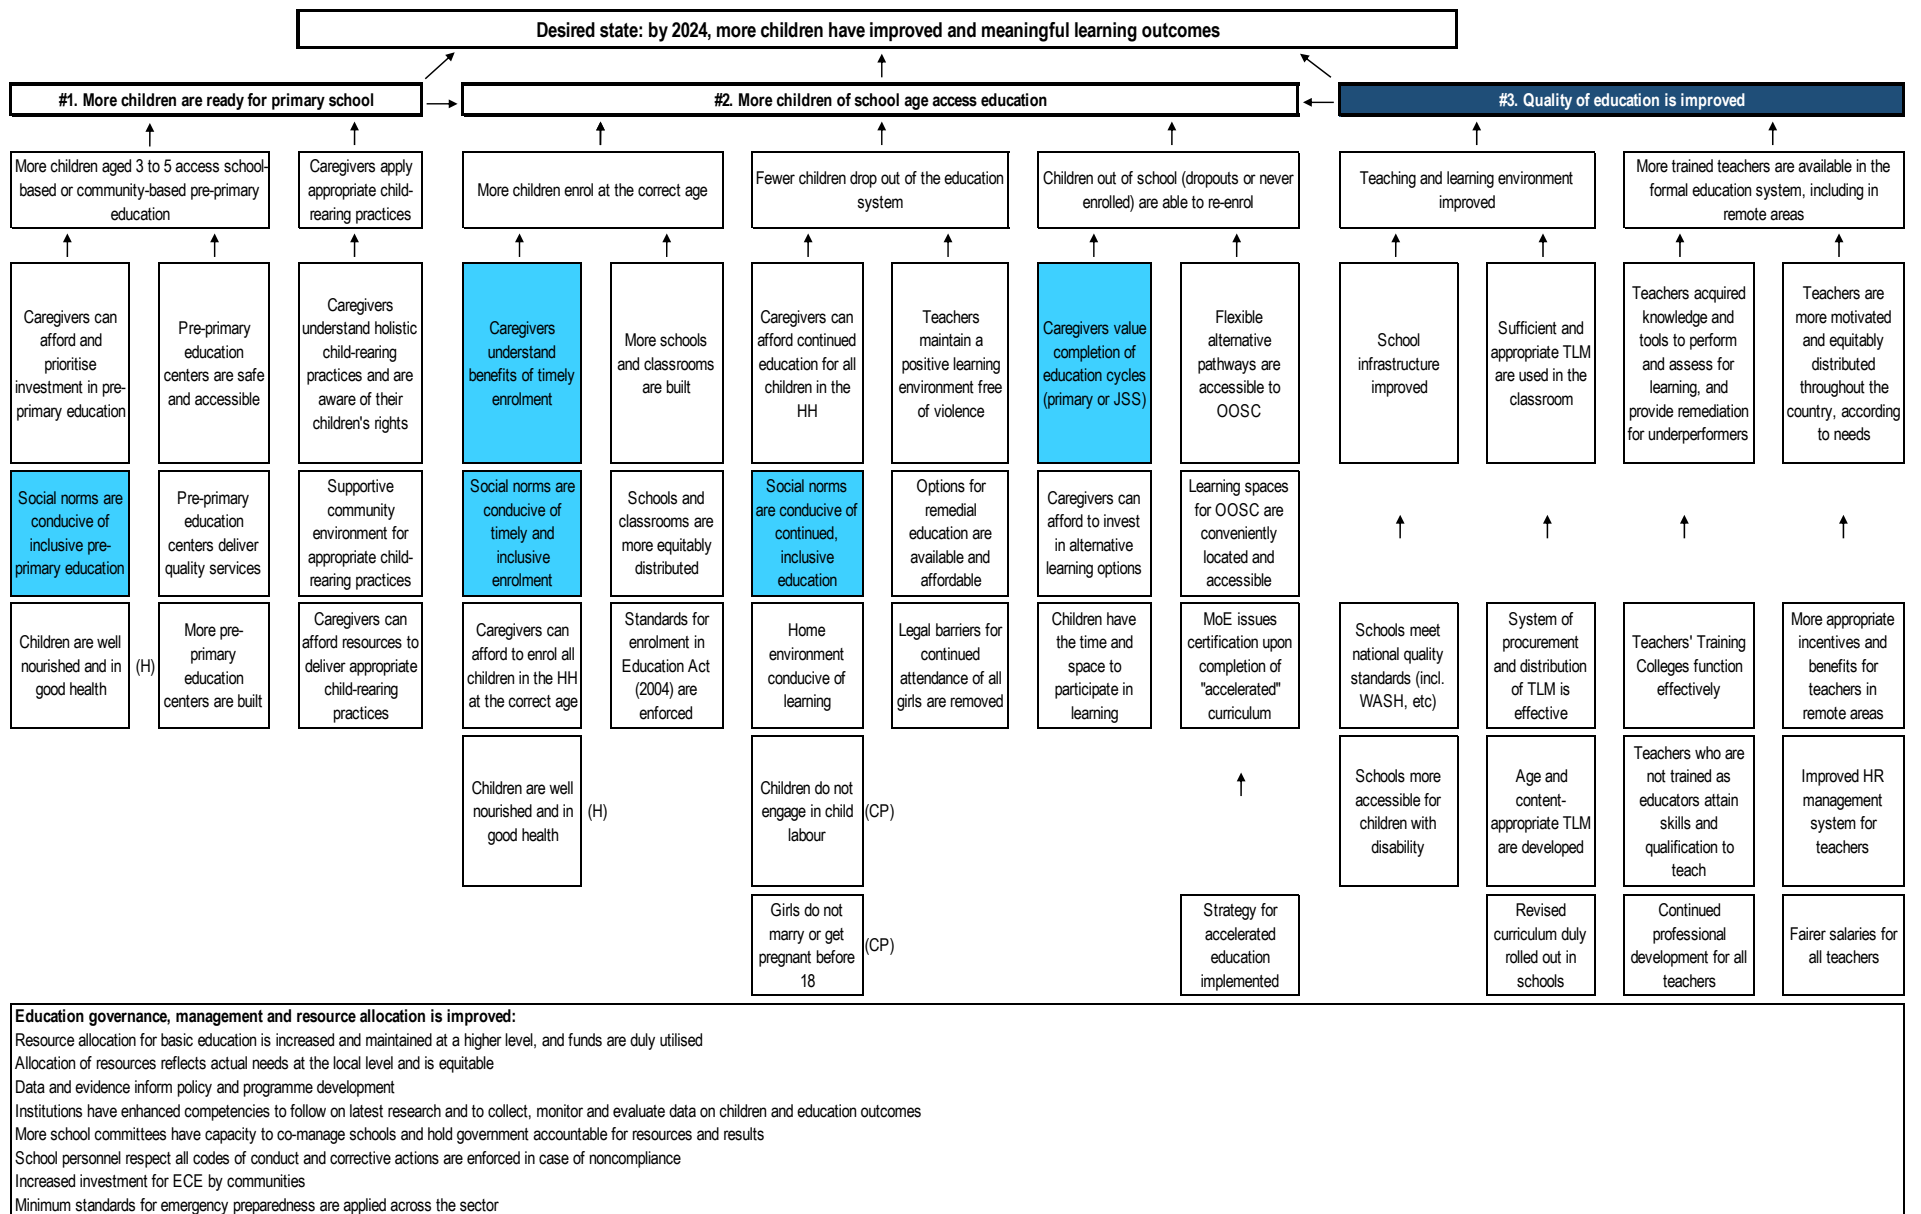 Desired state: by 2024, more children have improved and meaningful learning outcomes
#1. More children are ready for primary school
#2. More children of school age access education
#3. Quality of education is improved
More children aged 3 to 5 access school-
based or community-based pre-primary
education
Caregivers apply
appropriate child-
rearing practices
More children enrol at the correct age
Fewer children drop out of the education
system
Children out of school (dropouts or never
enrolled) are able to re-enrol
Teaching and learning environment
improved
More trained teachers are available in the
formal education system, including in
remote areas
Caregivers can
afford and
prioritise
investment in pre-
primary education
Pre-primary
education
centers are safe
and accessible
Caregivers
understand holistic
child-rearing
practices and are
aware of their
children's rights
Caregivers
understand
benefits of timely
enrolment
More schools
and classrooms
are built
Caregivers can
afford continued
education for all
children in the
HH
Teachers
maintain a
positive learning
environment free
of violence
Caregivers value
completion of
education cycles
(primary or JSS)
Flexible
alternative
pathways are
accessible to
OOSC
School
infrastructure
improved
Sufficient and
appropriate TLM
are used in the
classroom
Teachers acquired
knowledge and
tools to perform
and assess for
learning, and
provide remediation
for underperformers
Teachers are
more motivated
and equitably
distributed
throughout the
country, according
to needs
Social norms are
conducive of
inclusive pre-
primary education
Pre-primary
education
centers deliver
quality services
Supportive
community
environment for
appropriate child-
rearing practices
Social norms are
conducive of
timely and
inclusive
enrolment
Schools and
classrooms are
more equitably
distributed
Social norms
are conducive of
continued,
inclusive
education
Options for
remedial
education are
available and
affordable
Caregivers can
afford to invest
in alternative
learning options
Learning spaces
for OOSC are
conveniently
located and
accessible
Children are well
nourished and in
good health
(H)
More pre-
primary
education
centers are built
Caregivers can
afford resources to
deliver appropriate
child-rearing
practices
Caregivers can
afford to enrol all
children in the HH
at the correct age
Standards for
enrolment in
Education Act
(2004) are
enforced
Home
environment
conducive of
learning
Legal barriers for
continued
attendance of all
girls are removed
Children have
the time and
space to
participate in
learning
MoE issues
certification upon
completion of
"accelerated"
curriculum
Schools meet
national quality
standards (incl.
WASH, etc)
System of
procurement
and distribution
of TLM is
effective
Teachers' Training
Colleges function
effectively
More appropriate
incentives and
benefits for
teachers in
remote areas
Children are well
nourished and in
good health
(H)
Children do not
engage in child
labour
(CP)
Schools more
accessible for
children with
disability
Age and
content-
appropriate TLM
are developed
Teachers who are
not trained as
educators attain
skills and
qualification to
teach
Improved HR
management
system for
teachers
Girls do not
marry or get
pregnant before
18
(CP)
Strategy for
accelerated
education
implemented
Revised
curriculum duly
rolled out in
schools
Continued
professional
development for all
teachers
Fairer salaries for
all teachers
Education governance, management and resource allocation is improved:
Resource allocation for basic education is increased and maintained at a higher level, and funds are duly utilised
Allocation of resources reflects actual needs at the local level and is equitable
Data and evidence inform policy and programme development
Institutions have enhanced competencies to follow on latest research and to collect, monitor and evaluate data on children and education outcomes
More school committees have capacity to co-manage schools and hold government accountable for resources and results
School personnel respect all codes of conduct and corrective actions are enforced in case of noncompliance
Increased investment for ECE by communities
Minimum standards for emergency preparedness are applied across the sector